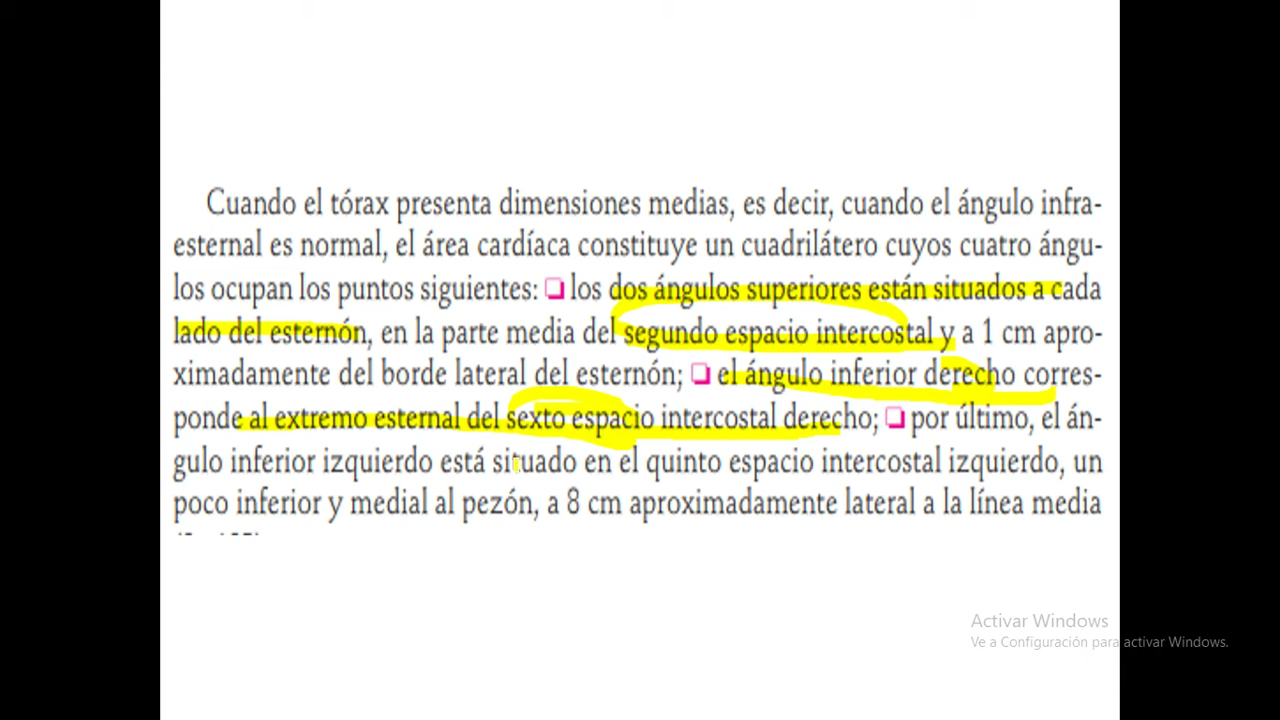 Cuando el tórax presenta dimensiones medias, es decir, cuando el ángulo infra-
esternal es normal, el área cardíaca constituye un cuadrilátero cuyos cuatro ángu-
los ocupan los puntos siguientes: ❏ los dos ángulos superiores están situados a cada
lado del esternón, en la parte media del segundo espacio intercostal y a 1 cm apro-
ximadamente del borde lateral del esternón; ❏ el ángulo inferior derecho corres-
ponde al extremo esternal del sexto espacio intercostal derecho; ❏ por último, el án-
gulo inferior izquierdo está situado en el quinto espacio intercostal izquierdo, un
poco inferior y medial al pezón, a 8 cm aproximadamente lateral a la línea media
Activar Windows
Ve a Configuración para activar Windows.